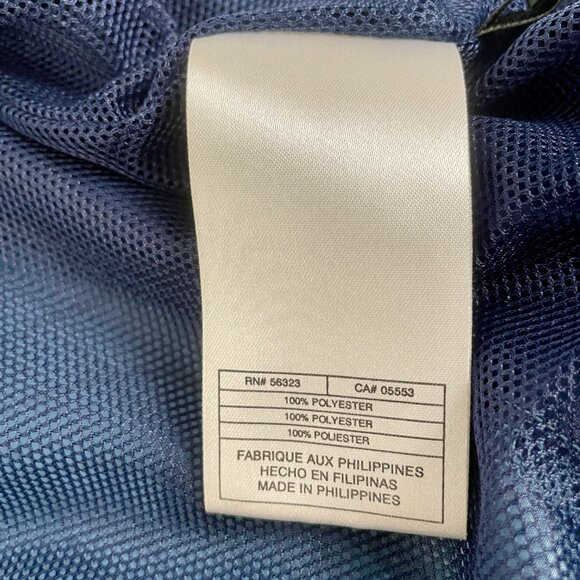 RN# 56323 CA# 05553
100% POLYESTER
100% POLYESTER
100% POLIESTER
FABRIQUE AUX PHILIPPINES
HECHO EN FILIPINAS
MADE IN PHILIPPINES